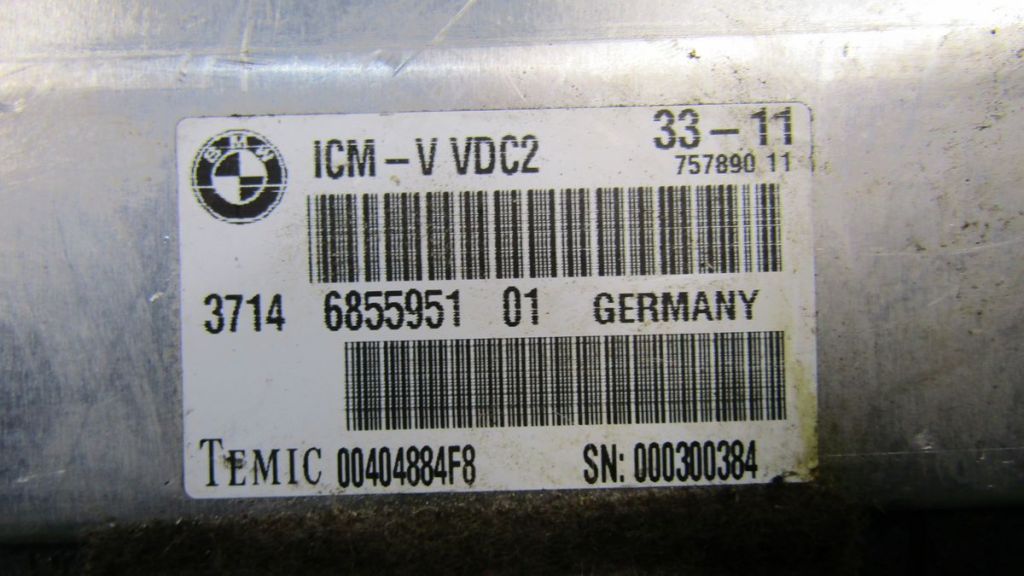 BMW
ICM – V VDC2
33 – 11
757890 11
3714 6855951 01 GERMANY
TEMIC 00404884F8 SN: 000300384